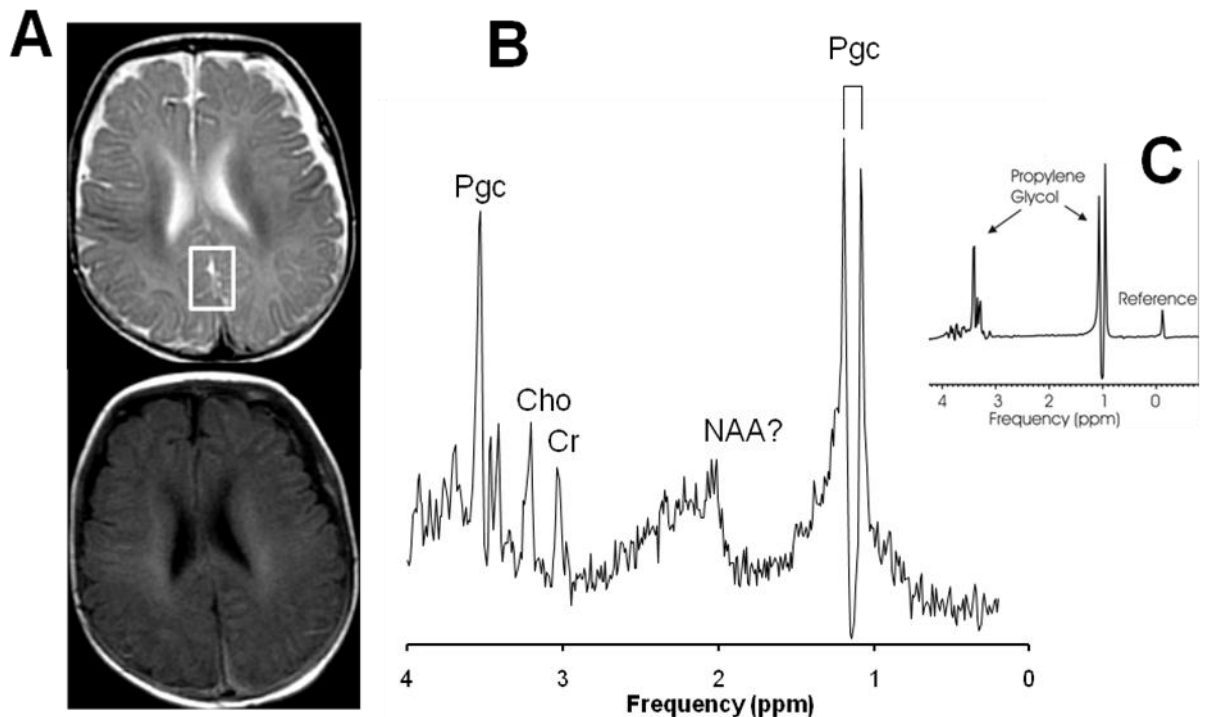 A
B
Pgc
C
Pgc
Cho
Cr
NAA?
Propylene
Glycol
Reference
4 3 2 1 0
Frequency (ppm)
4 3 2 1 0
Frequency (ppm)